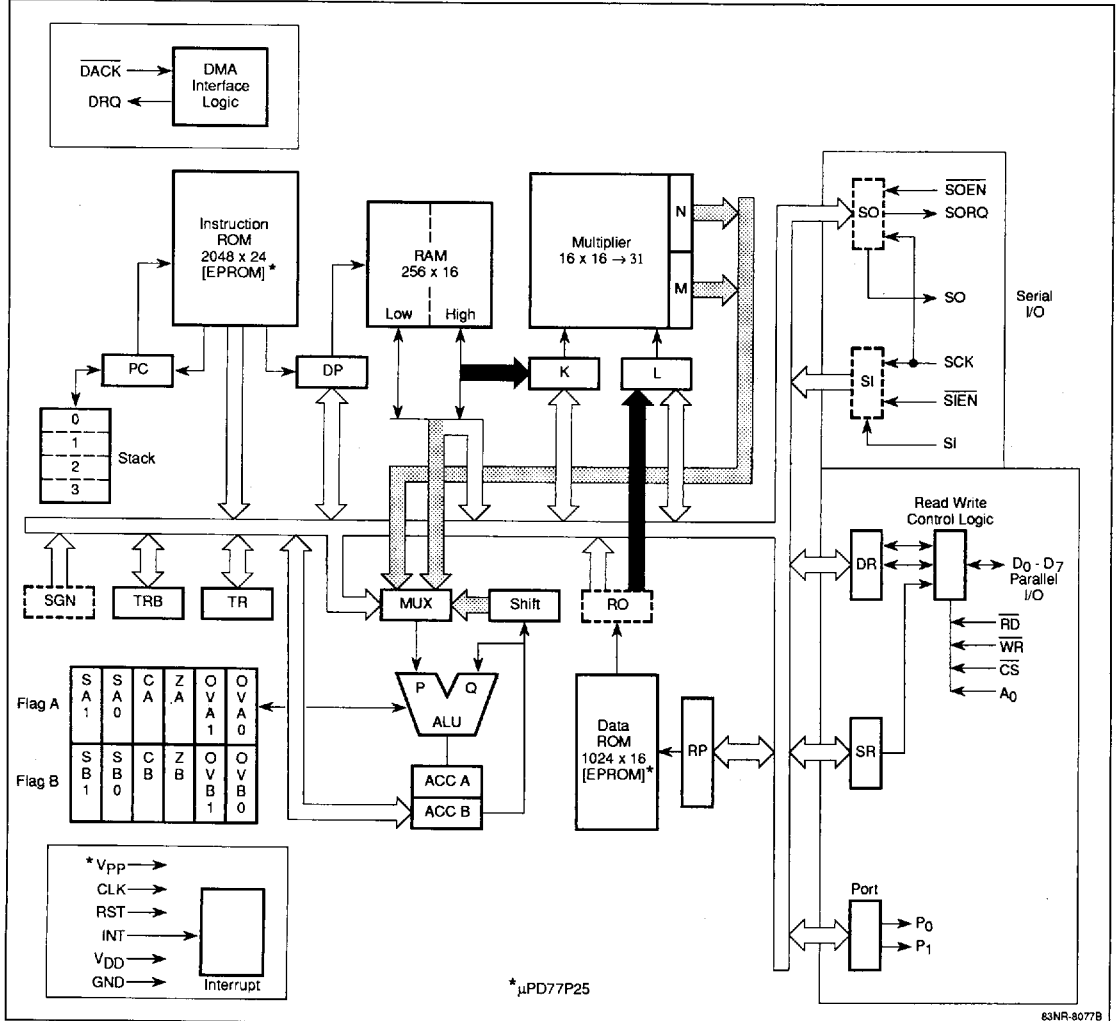 DACK
DRQ
DMA
Interface
Logic
Instruction
ROM
2048 x 24
[EPROM]*
RAM
256 x 16
Low
High
Multiplier
16 x 16 → 31
N
M
SO
SOEN
SORQ
SO
Serial
I/O
SCK
SI
SIEN
SI
PC
DP
K
L
0
1
2
3
Stack
Read Write
Control Logic
DR
D0 - D7
Parallel
I/O
RD
WR
CS
A0
SGN
TRB
TR
MUX
Shift
RO
P
Q
ALU
ACC A
ACC B
Data
ROM
1024 x 16
[EPROM]*
RP
SR
Flag A
SA1
SA0
CA
ZA
OVA1
OVA0
Flag B
SB1
SB0
CB
ZB
OVB1
OVB0
*VPP
CLK
RST
INT
VDD
GND
Interrupt
Port
P0
P1
*µPD77P25
83NR-8077B